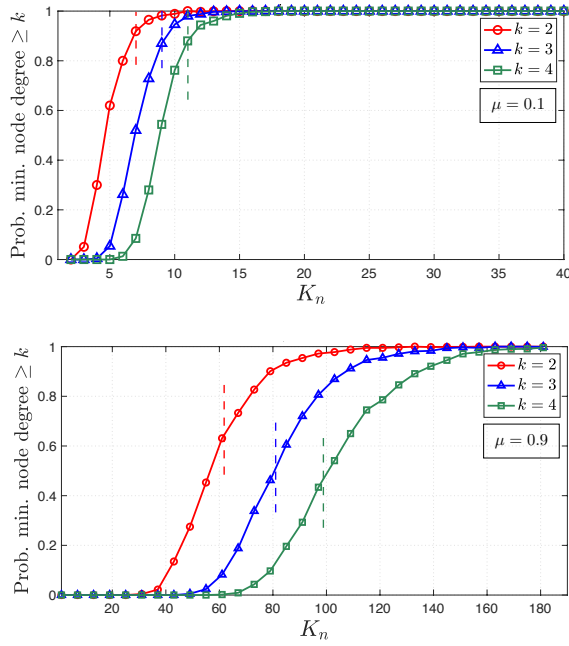 Prob. min. node degree ≥ k
1
0.8
0.6
0.4
0.2
0
5 10 15 20 25 30 35 40
K_n
k = 2
k = 3
k = 4
μ = 0.1
Prob. min. node degree ≥ k
1
0.8
0.6
0.4
0.2
0
20 40 60 80 100 120 140 160 180
K_n
k = 2
k = 3
k = 4
μ = 0.9